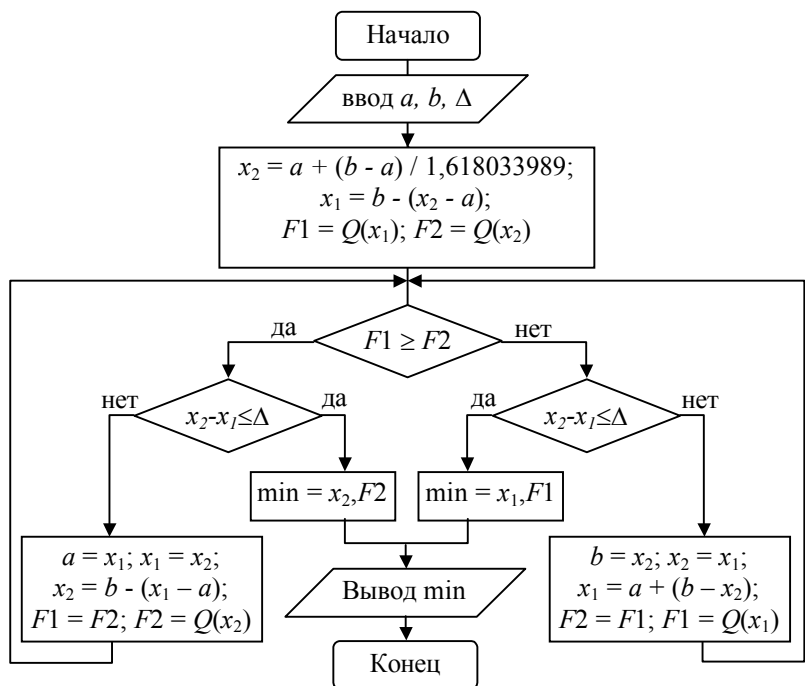 Начало
ввод a, b, Δ
x₂ = a + (b - a) / 1,618033989;
x₁ = b - (x₂ - a);
F1 = Q(x₁); F2 = Q(x₂)
да
F1 ≥ F2
нет
нет
x₂-x₁≤Δ
да
да
x₂-x₁≤Δ
нет
min = x₂,F2
min = x₁,F1
a = x₁; x₁ = x₂;
x₂ = b - (x₁ – a);
F1 = F2; F2 = Q(x₂)
b = x₂; x₂ = x₁;
x₁ = a + (b – x₂);
F2 = F1; F1 = Q(x₁)
Вывод min
Конец